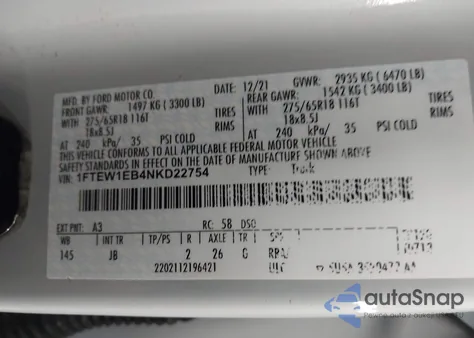 MFD. BY FORD MOTOR CO.
DATE: 12/21 GVWR: 2935 KG (6470 LB)
FRONT GAWR: 1497 KG (3300 LB) REAR GAWR: 1542 KG (3400 LB)
WITH 275/65R18 116T TIRES WITH 275/65R18 116T TIRES
18x8.5J RIMS 18x8.5J RIMS
AT 240 kPa/ 35 PSI COLD AT 240 kPa/ 35 PSI COLD
THIS VEHICLE CONFORMS TO ALL APPLICABLE FEDERAL MOTOR VEHICLE
SAFETY STANDARDS IN EFFECT ON THE DATE OF MANUFACTURE SHOWN ABOVE
VIN: 1FTEW1EB4NKD22754 TYPE: Truck
EXT PNT: A3 RC: 58 DSO
WB INT TR TP/PS R AXLE TR
145 JB 2 26 G
2202112196421
autoSnap